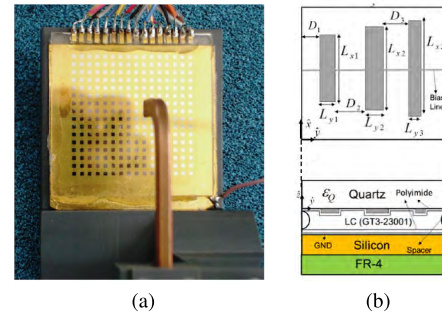 D1
D3
Lx1
Lx2
Lx3
D2
Bias
Line
Ly1
Ly2
Ly3
x̂
ŷ
εQ
Quartz
Polyimide
ŷ
LC (GT3-23001)
GND
Silicon
Spacer
FR-4
(a)
(b)